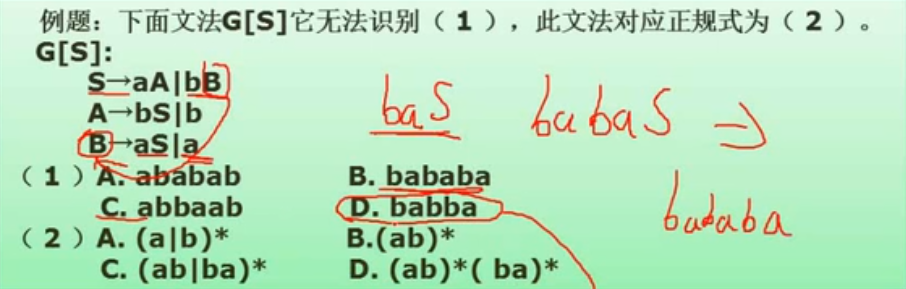 例题：下面文法G[S]它无法识别（1），此文法对应正规式为（2）。
G[S]:
S→aA|bB
A→bS|b
B→aS|a
baS babaS ⇒
bababa
（1）A. ababab B. bababa
C. abbaab D. babba
（2）A. (a|b)* B.(ab)*
C. (ab|ba)* D. (ab)*( ba)*